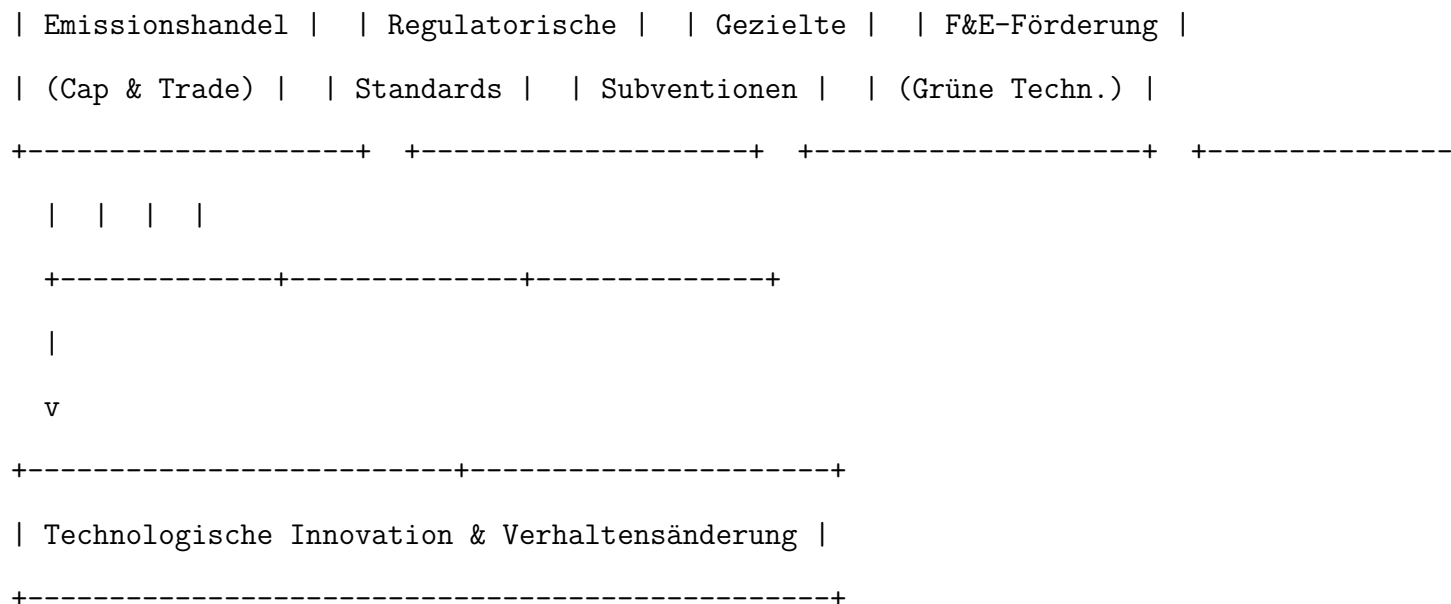 | Emissionshandel |  | Regulatorische |  | Gezielte |  | F&E-Förderung |
| (Cap & Trade) |  | Standards |  | Subventionen |  | (Grüne Techn.) |
+--------------------+  +--------------------+  +--------------------+  +---------------
|  |  |  |
+-------------+--------------+--------------+
|
v
+--------------------------+----------------------+
| Technologische Innovation & Verhaltensänderung |
+-------------------------------------------------+